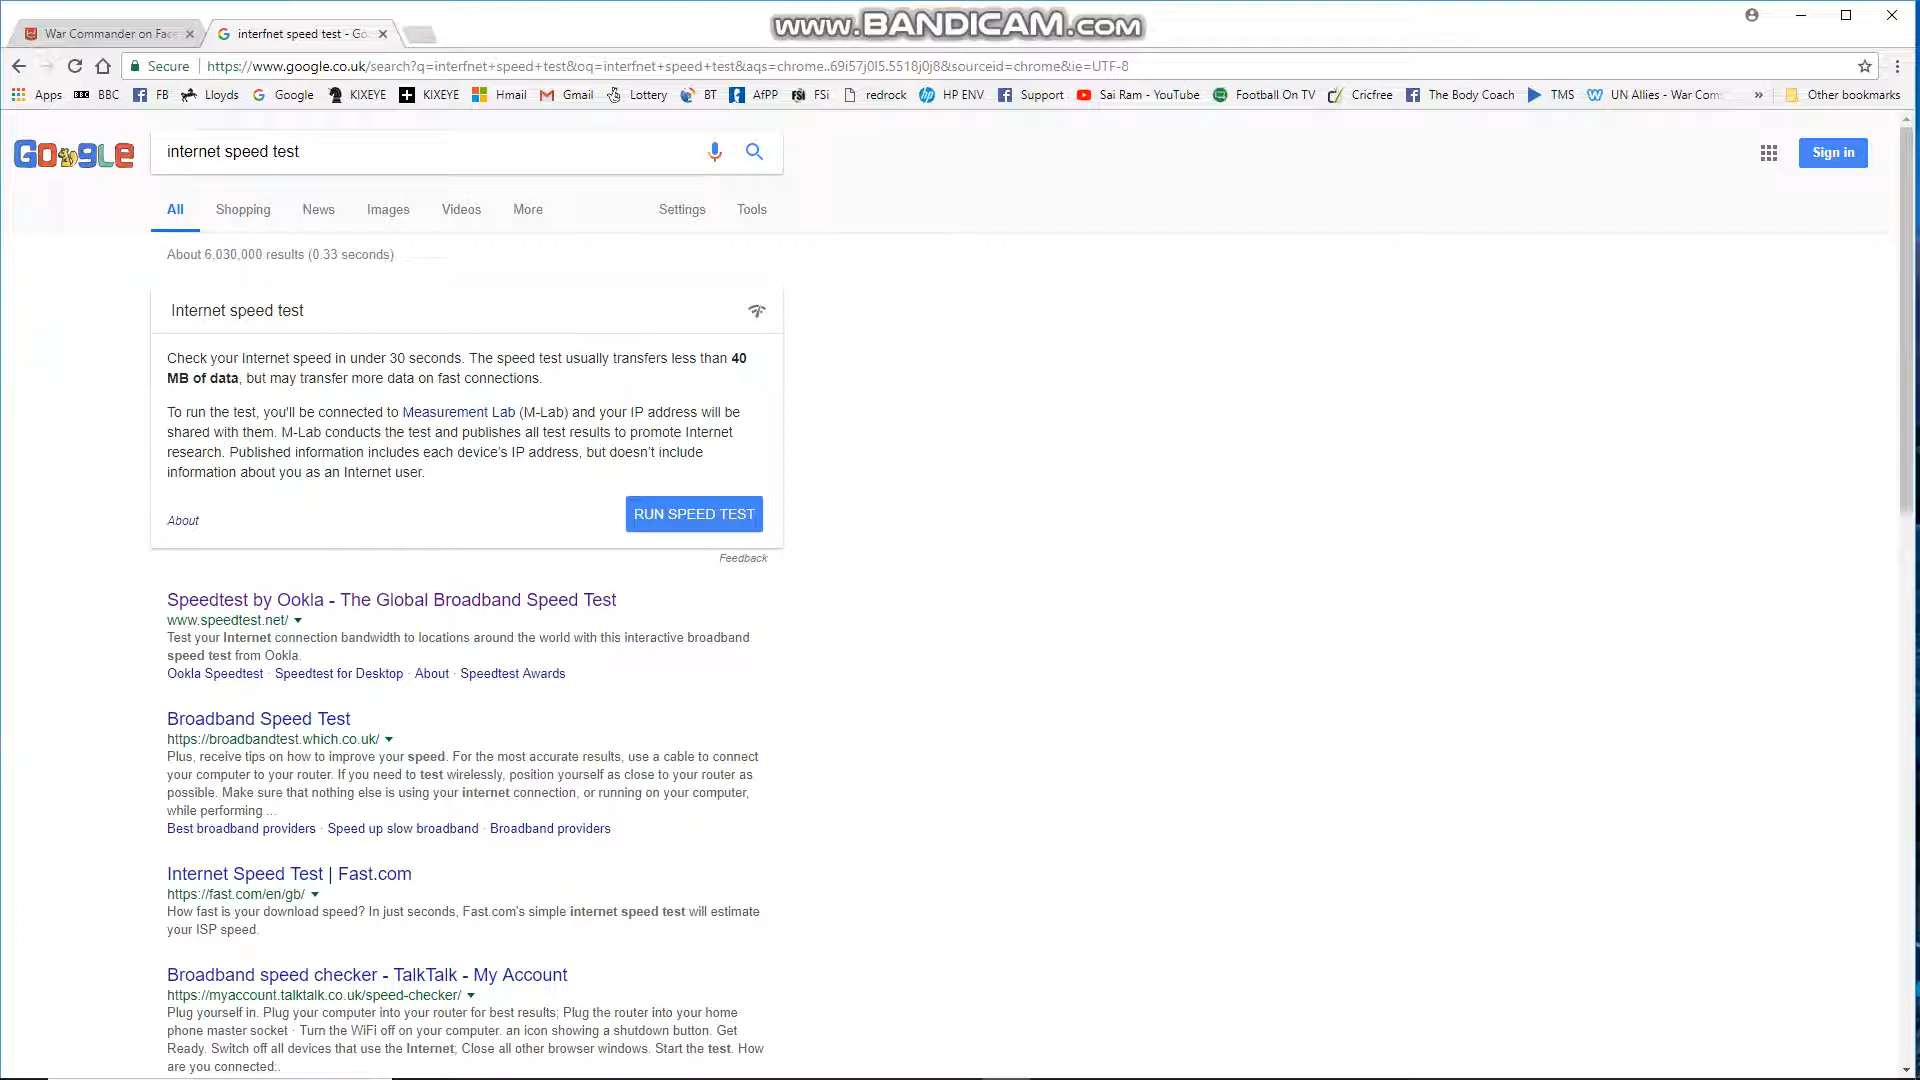 www.BANDICAM.com
War Commander on Face
interfnet speed test - Go
Secure
https://www.google.co.uk/search?q=interfnet+speed+test&oq=interfnet+speed+test&aqs=chrome..69i57j0l5.5518j0j8&sourceid=chrome&ie=UTF-8
Apps BBC BBC FB Lloyds Google KIXEYE KIXEYE Hmail Gmail Lottery BT AfPP FSi redrock HP ENV Support Sai Ram - YouTube Football On TV Cricfree The Body Coach TMS UN Allies - War Com » Other bookmarks
Google
internet speed test
Sign in
All Shopping News Images Videos More Settings Tools
About 6,030,000 results (0.33 seconds)
Internet speed test
Check your Internet speed in under 30 seconds. The speed test usually transfers less than 40
MB of data, but may transfer more data on fast connections.
To run the test, you'll be connected to Measurement Lab (M-Lab) and your IP address will be
shared with them. M-Lab conducts the test and publishes all test results to promote Internet
research. Published information includes each device's IP address, but doesn't include
information about you as an Internet user.
About
RUN SPEED TEST
Feedback
Speedtest by Ookla - The Global Broadband Speed Test
www.speedtest.net/
Test your Internet connection bandwidth to locations around the world with this interactive broadband
speed test from Ookla.
Ookla Speedtest · Speedtest for Desktop · About · Speedtest Awards
Broadband Speed Test
https://broadbandtest.which.co.uk/
Plus, receive tips on how to improve your speed. For the most accurate results, use a cable to connect
your computer to your router. If you need to test wirelessly, position yourself as close to your router as
possible. Make sure that nothing else is using your internet connection, or running on your computer,
while performing ...
Best broadband providers · Speed up slow broadband · Broadband providers
Internet Speed Test | Fast.com
https://fast.com/en/gb/
How fast is your download speed? In just seconds, Fast.com's simple internet speed test will estimate
your ISP speed.
Broadband speed checker - TalkTalk - My Account
https://myaccount.talktalk.co.uk/speed-checker/
Plug yourself in. Plug your computer into your router for best results; Plug the router into your home
phone master socket · Turn the WiFi off on your computer. an icon showing a shutdown button. Get
Ready. Switch off all devices that use the Internet; Close all other browser windows. Start the test. How
are you connected:.